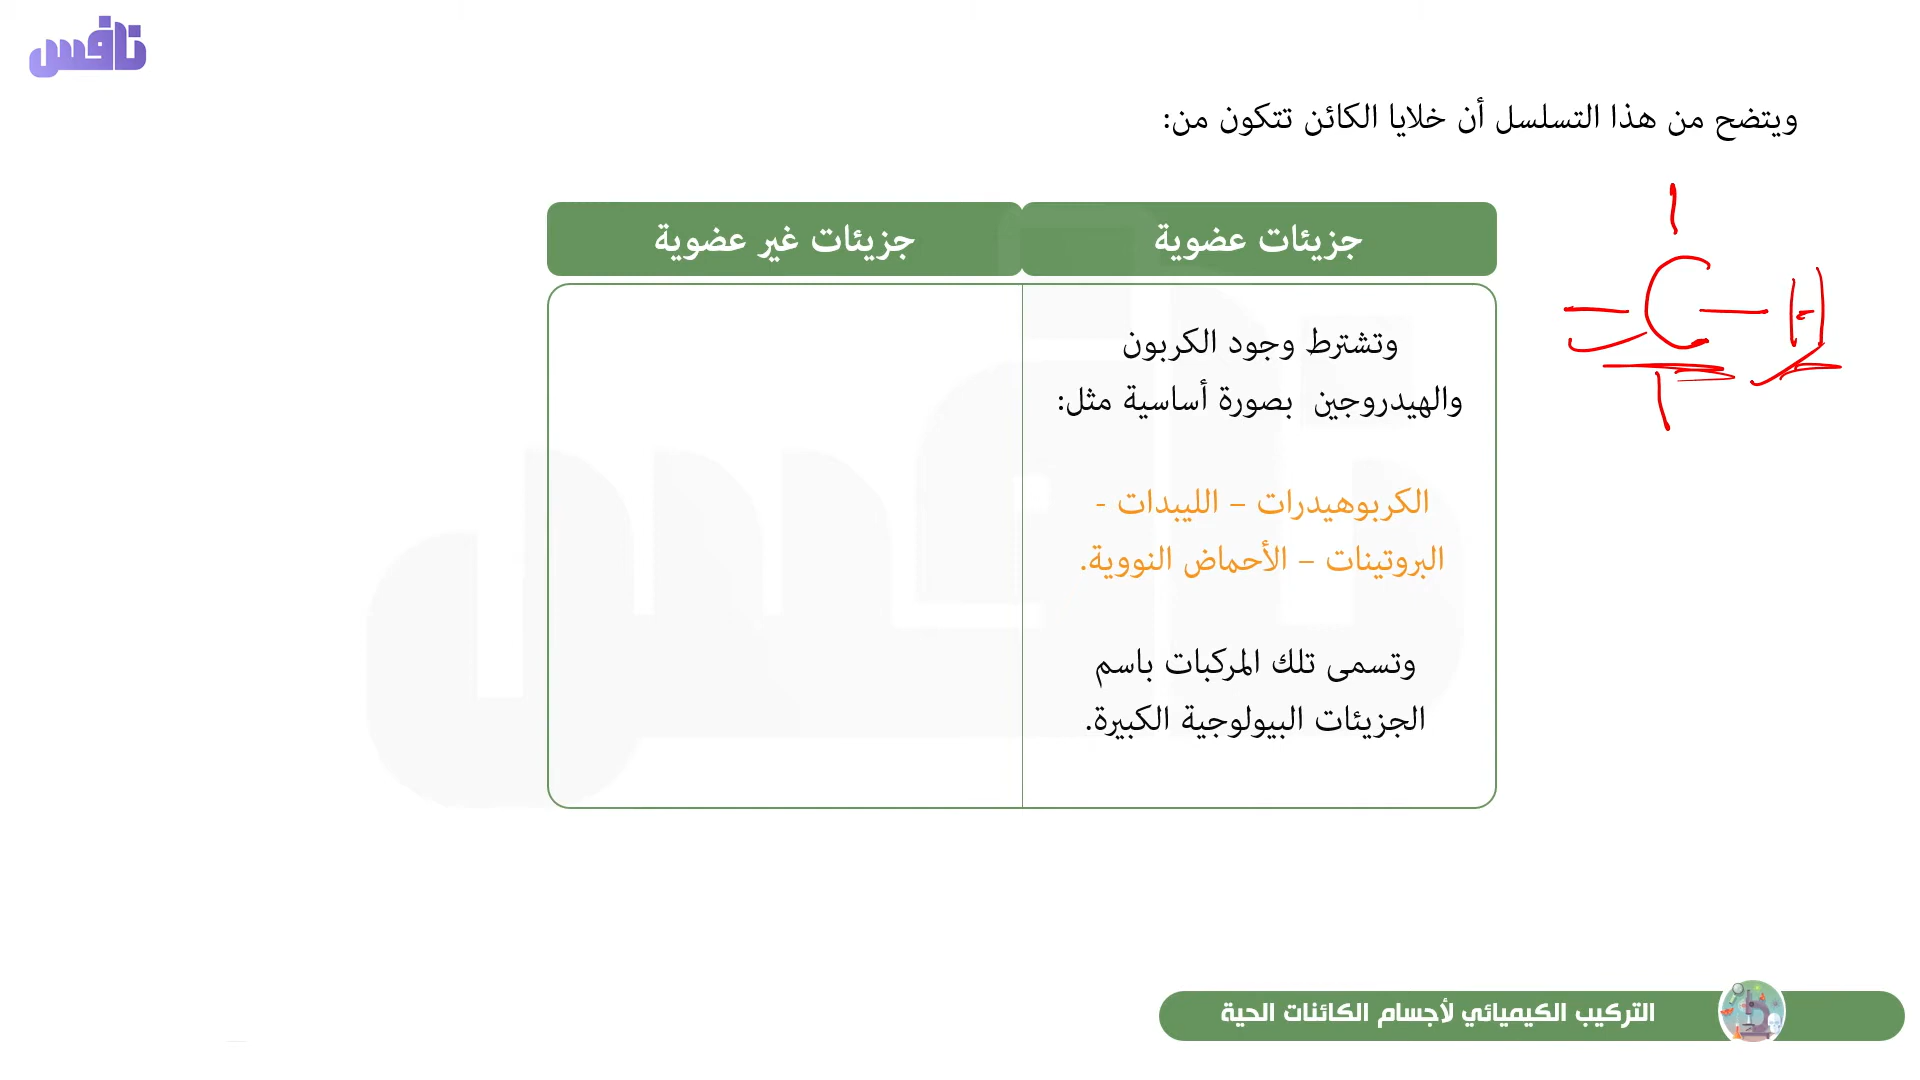 نافس
ويتضح من هذا التسلسل أن خلايا الكائن تتكون من:
جزيئات عضوية
جزيئات غير عضوية
وتشترط وجود الكربون
والهيدروجين بصورة أساسية مثل:
الكربوهيدرات – الليبدات -
البروتينات – الأحماض النووية.
وتسمى تلك المركبات باسم
الجزيئات البيولوجية الكبيرة.
C — H
التركيب الكيميائي لأجسام الكائنات الحية